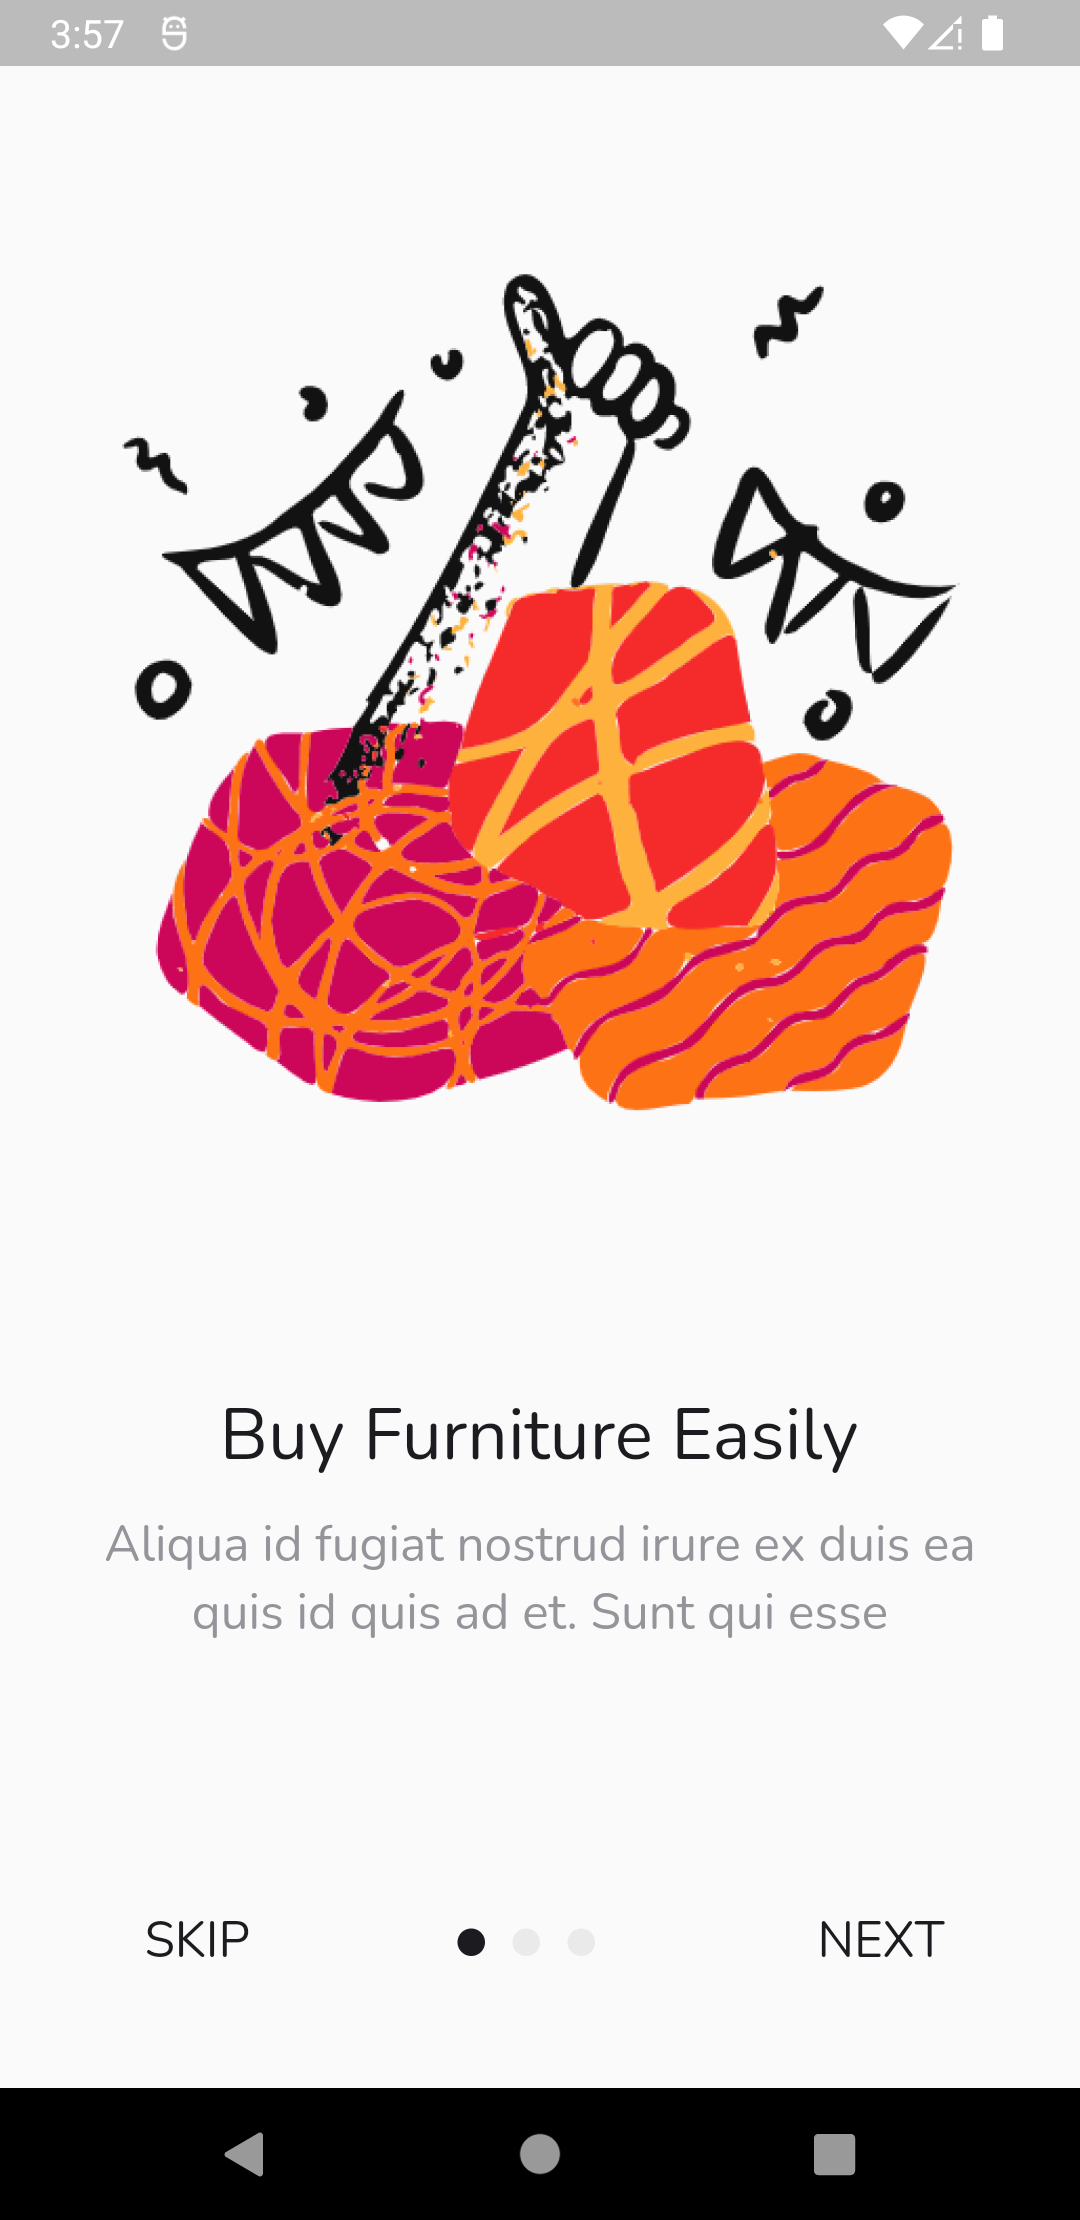 3:57
Buy Furniture Easily
Aliqua id fugiat nostrud irure ex duis ea
quis id quis ad et. Sunt qui esse
SKIP
NEXT